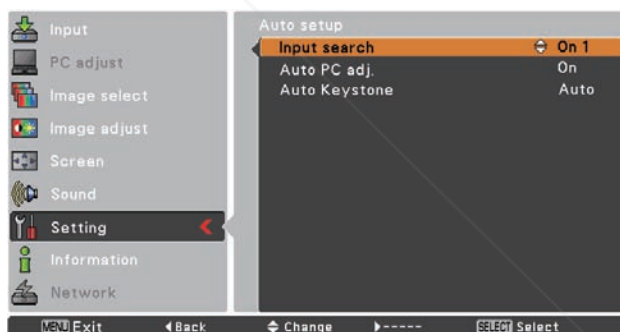 Input
PC adjust
Image select
Image adjust
Screen
Sound
Setting
Information
Network
Auto setup
Input search On 1
Auto PC adj. On
Auto Keystone Auto
MENU Exit Back Change ----- SELECT Select